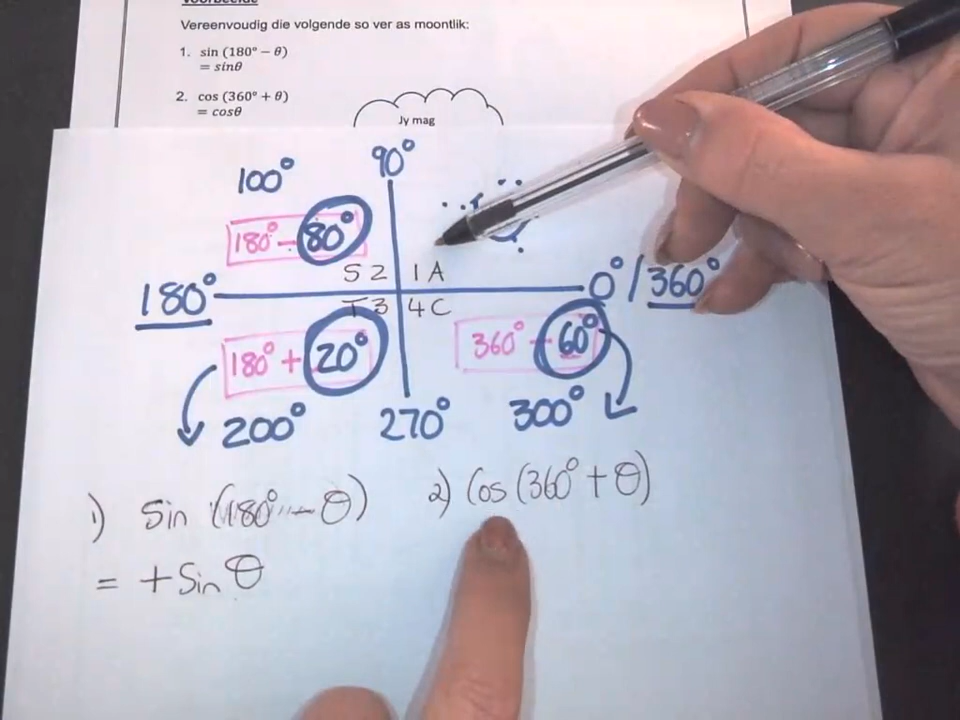 Voorbeelde
Vereenvoudig die volgende so ver as moontlik:
1. sin (180° − θ)
= sinθ
2. cos (360° + θ)
= cosθ
Jy mag
90°
100°
180° − 80°
S 2 1 A
180° 0° / 360°
T 3 4 C
180° + 20° 360° − 60°
200° 270° 300°
1) Sin (180° − θ) 2) Cos (360° + θ)
= + Sin θ